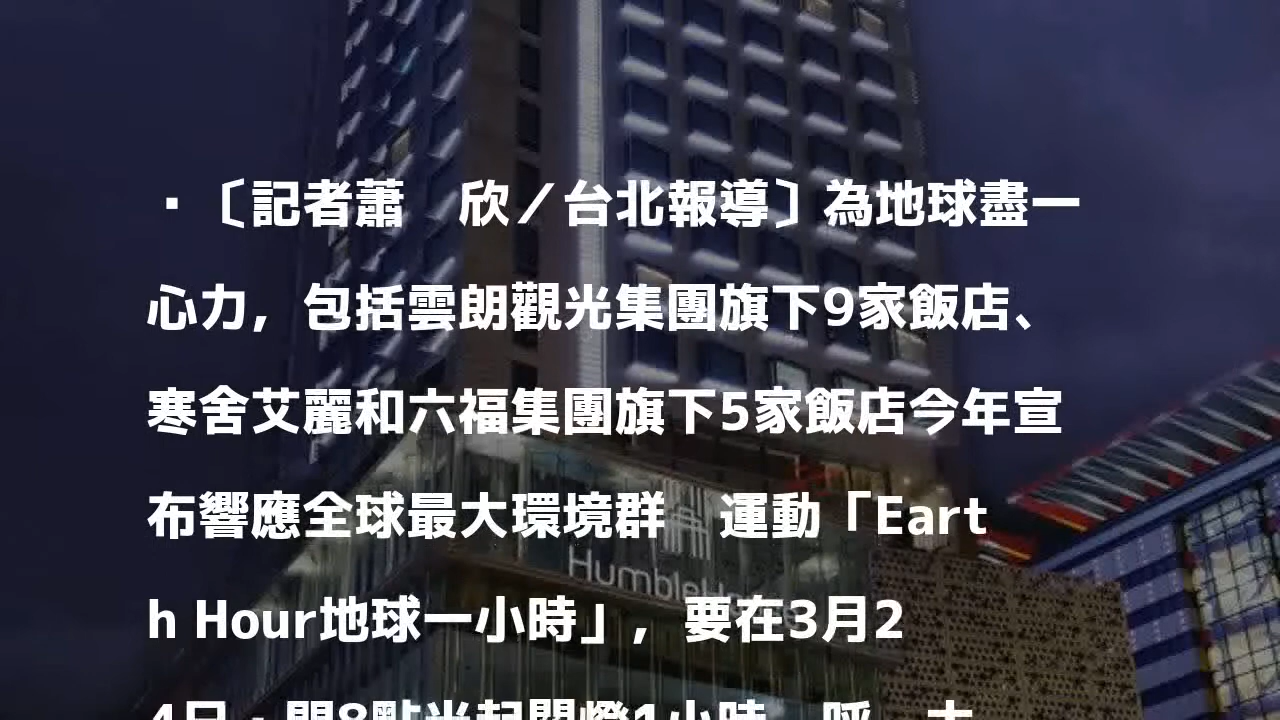 ·〔記者蕭　欣／台北報導〕為地球盡一
心力，包括雲朗觀光集團旗下9家飯店、
寒舍艾麗和六福集團旗下5家飯店今年宣
布響應全球最大環境群　運動「Eart
h Hour地球一小時」，要在3月2
Humble